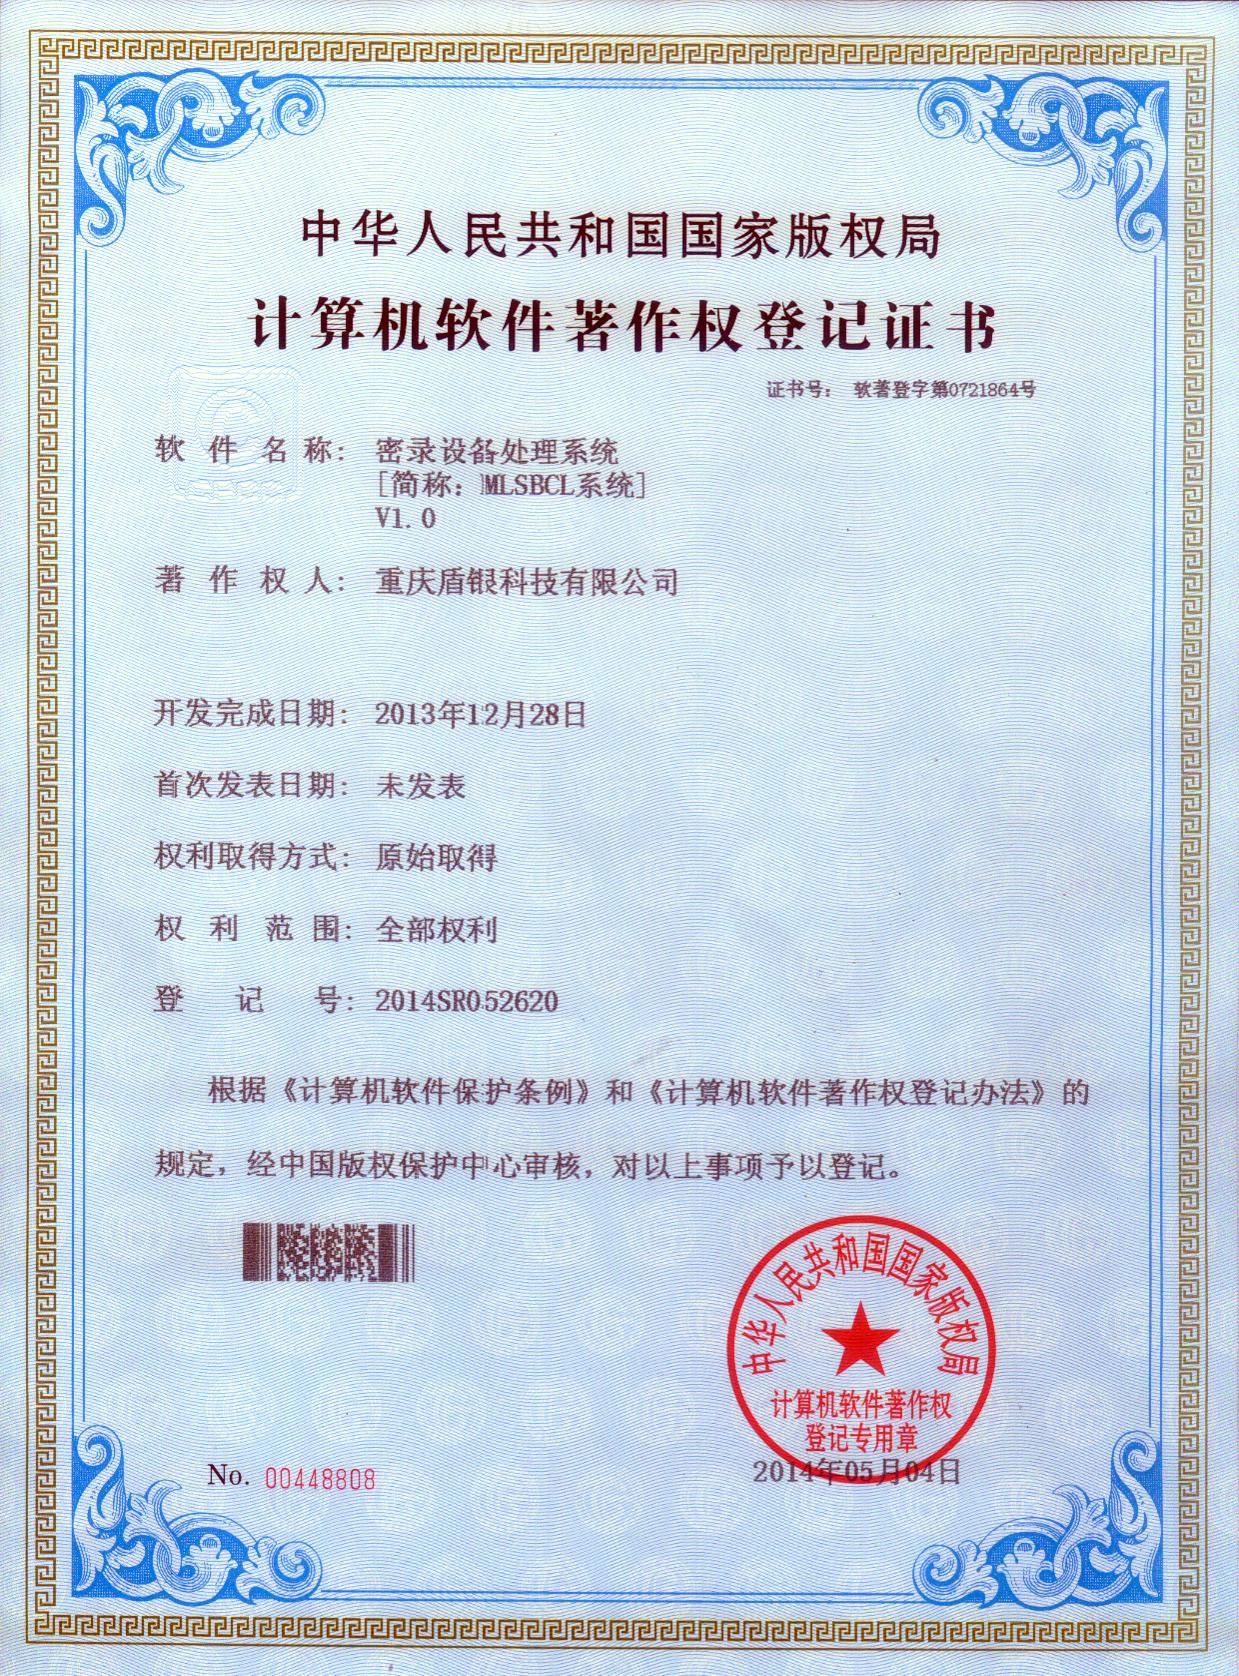 中华人民共和国国家版权局
计算机软件著作权登记证书
证书号： 软著登字第0721864号
软件名称： 密录设备处理系统
[简称：MLSBCL系统]
V1.0
著作权人： 重庆盾银科技有限公司
开发完成日期： 2013年12月28日
首次发表日期： 未发表
权利取得方式： 原始取得
权利范围： 全部权利
登记号： 2014SR052620
根据《计算机软件保护条例》和《计算机软件著作权登记办法》的
规定，经中国版权保护中心审核，对以上事项予以登记。
中华人民共和国国家版权局
计算机软件著作权
登记专用章
No. 00448808
2014年05月04日